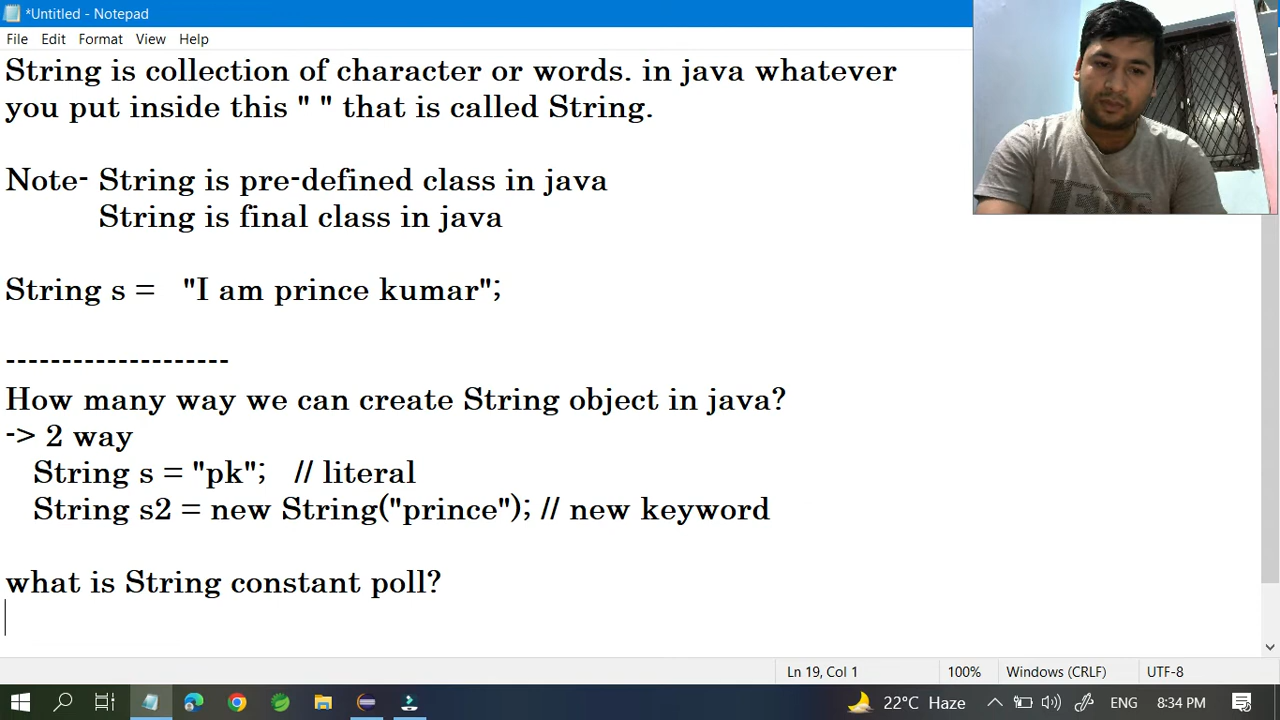 *Untitled - Notepad
File Edit Format View Help
String is collection of character or words. in java whatever
you put inside this " " that is called String.
Note- String is pre-defined class in java
String is final class in java
String s = "I am prince kumar";
--------------------
How many way we can create String object in java?
-> 2 way
String s = "pk"; // literal
String s2 = new String("prince"); // new keyword
what is String constant poll?
Ln 19, Col 1 100% Windows (CRLF) UTF-8
22°C Haze ENG 8:34 PM